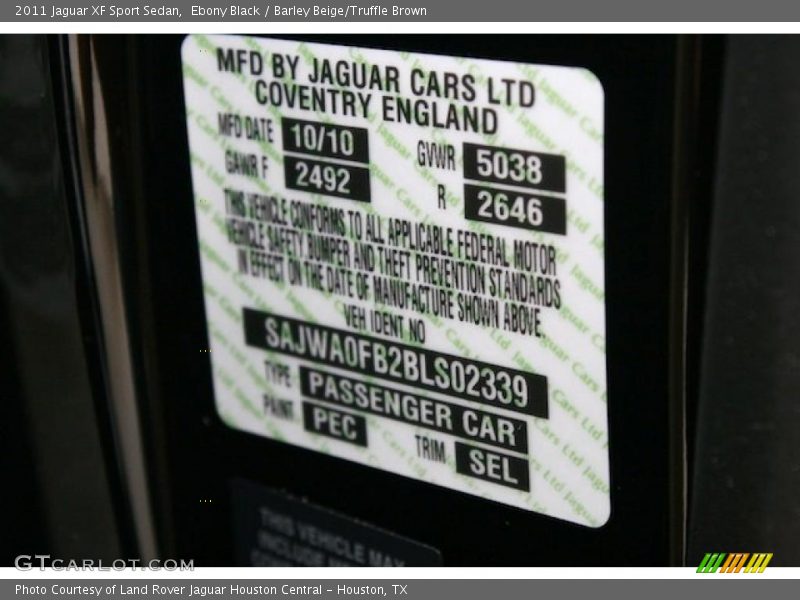 2011 Jaguar XF Sport Sedan, Ebony Black / Barley Beige/Truffle Brown
MFD BY JAGUAR CARS LTD
COVENTRY ENGLAND
MFD DATE 10/10 GVWR 5038
GAWR F 2492 R 2646
THIS VEHICLE CONFORMS TO ALL APPLICABLE FEDERAL MOTOR
VEHICLE SAFETY BUMPER AND THEFT PREVENTION STANDARDS
IN EFFECT ON THE DATE OF MANUFACTURE SHOWN ABOVE.
VEH IDENT NO
SAJWA0FB2BLS02339
TYPE PASSENGER CAR
PAINT PEC TRIM SEL
THIS VEHICLE MAY
INCLUDE
GTcarlot.com
Photo Courtesy of Land Rover Jaguar Houston Central - Houston, TX